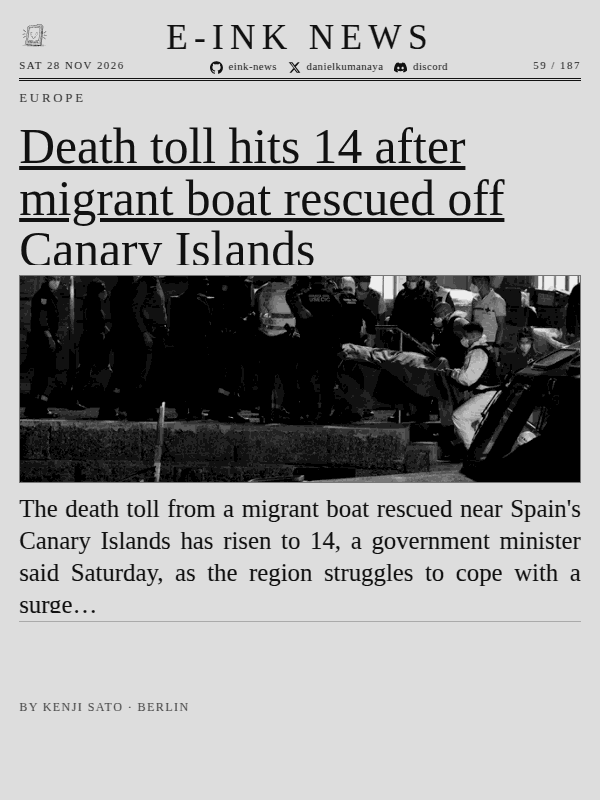 E-INK NEWS
SAT 28 NOV 2026
eink-news danielkumanaya discord
59 / 187
EUROPE
Death toll hits 14 after
migrant boat rescued off
Canary Islands
The death toll from a migrant boat rescued near Spain's
Canary Islands has risen to 14, a government minister
said Saturday, as the region struggles to cope with a
surge…
BY KENJI SATO · BERLIN